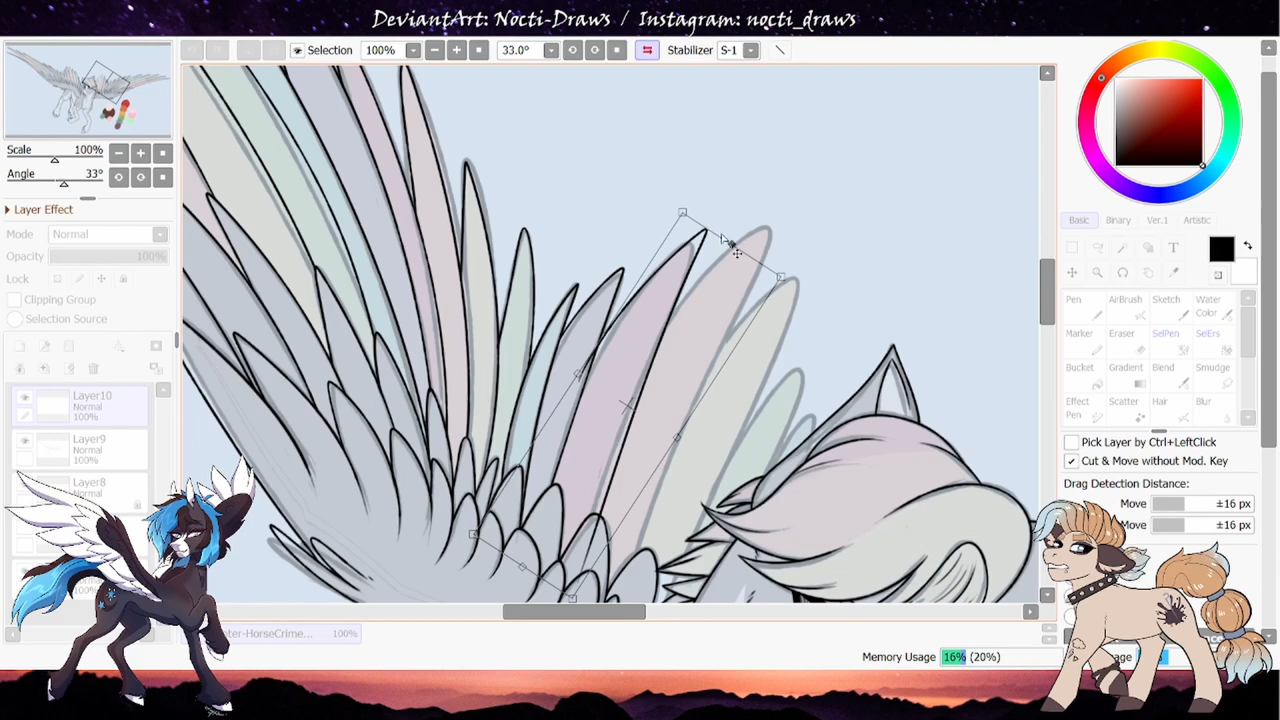 DeviantArt: Nocti-Draws / Instagram: nocti_draws
Selection 100% 33.0° Stabilizer S-1
Scale 100%
Angle 33°
Layer Effect
Mode Normal
Opacity 100%
Lock
Clipping Group
Selection Source
Layer10
Normal
100%
Layer9
Normal
100%
Layer8
Normal
Basic Binary Ver.1 Artistic
Pen AirBrush Sketch Water Color
Marker Eraser SelPen SelErs
Bucket Gradient Blend Smudge
Effect Pen Scatter Hair Blur
Pick Layer by Ctrl+LeftClick
Cut & Move without Mod. Key
Drag Detection Distance:
Move ±16 px
Move ±16 px
nter-HorseCrime... 100%
Memory Usage 16% (20%)